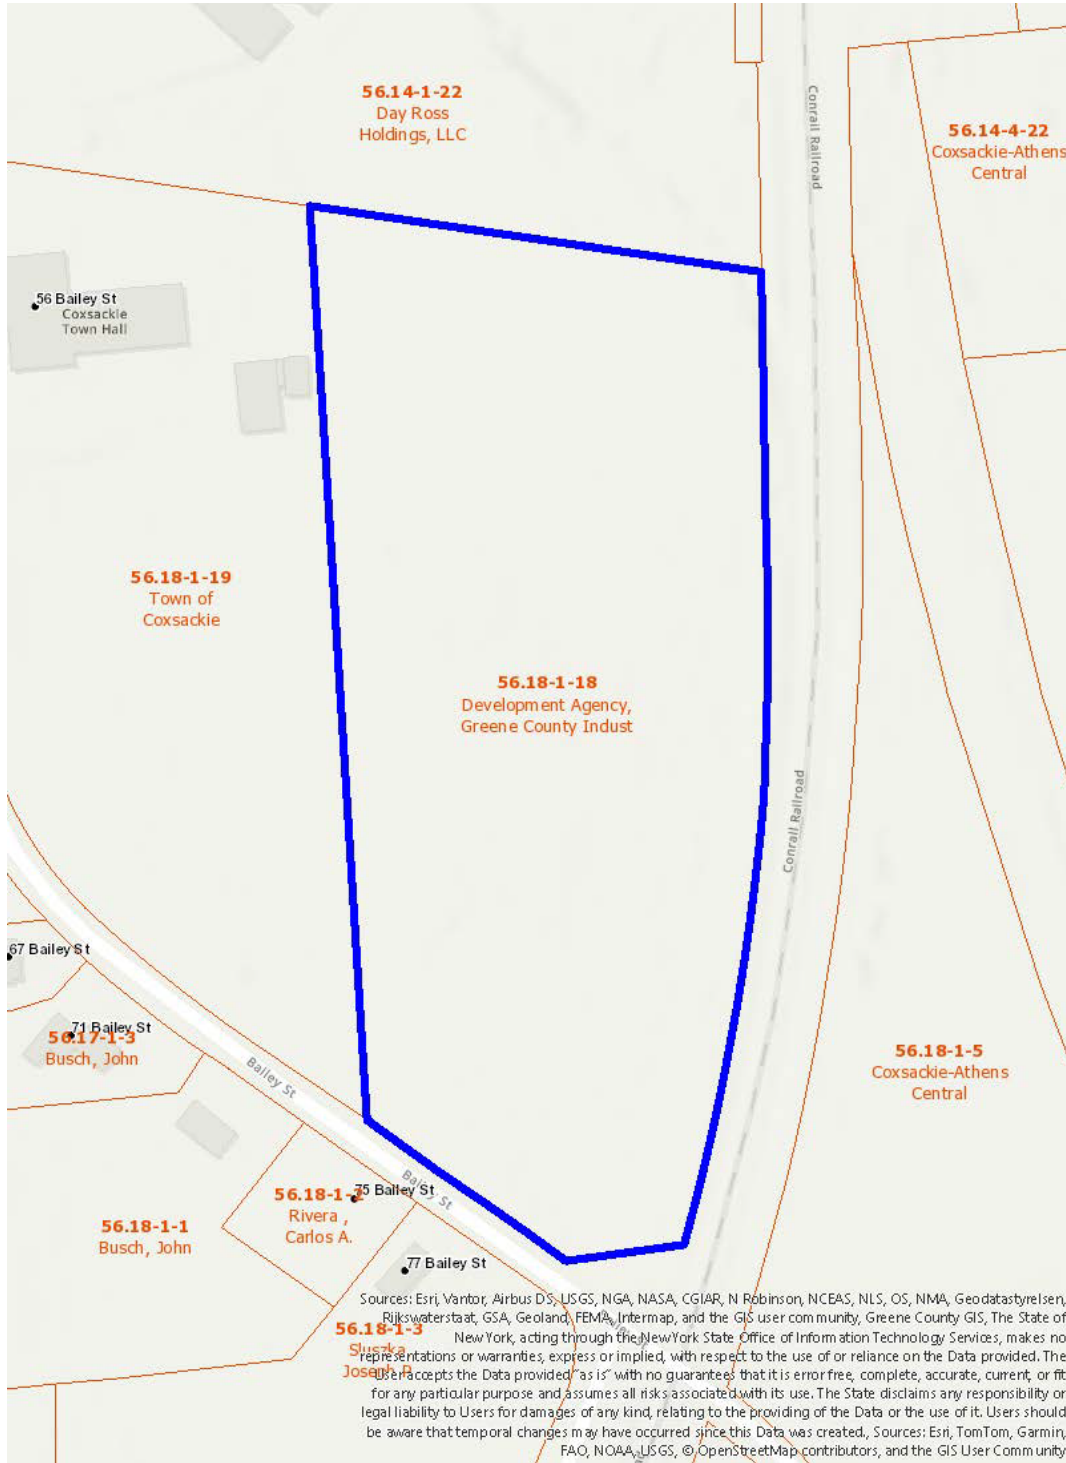 56.14-1-22
Day Ross
Holdings, LLC
Conrail Railroad
56.14-4-22
Coxsackie-Athens
Central
56 Bailey St
Coxsackie
Town Hall
56.18-1-19
Town of
Coxsackie
56.18-1-18
Development Agency,
Greene County Indust
Conrail Railroad
67 Bailey St
71 Bailey St
56.17-1-3
Busch, John
Bailey St
56.18-1-5
Coxsackie-Athens
Central
Bailey St
75 Bailey St
56.18-1-2
Rivera ,
Carlos A.
56.18-1-1
Busch, John
77 Bailey St
Bailey St
56.18-1-3
Sluszka,
Joseph P.
Sources: Esri, Vantor, Airbus DS, USGS, NGA, NASA, CGIAR, N Robinson, NCEAS, NLS, OS, NMA, Geodatastyrelsen,
Rijkswaterstaat, GSA, Geoland, FEMA, Intermap, and the GIS user community, Greene County GIS, The State of
New York, acting through the New York State Office of Information Technology Services, makes no
representations or warranties, express or implied, with respect to the use of or reliance on the Data provided. The
User accepts the Data provided “as is” with no guarantees that it is error free, complete, accurate, current, or fit
for any particular purpose and assumes all risks associated with its use. The State disclaims any responsibility or
legal liability to Users for damages of any kind, relating to the providing of the Data or the use of it. Users should
be aware that temporal changes may have occurred since this Data was created., Sources: Esri, TomTom, Garmin,
FAO, NOAA, USGS, © OpenStreetMap contributors, and the GIS User Community